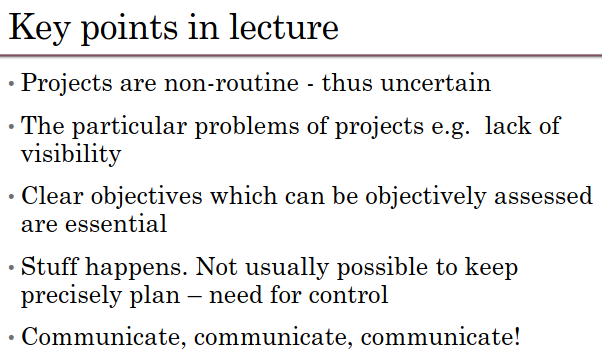 Key points in lecture
• Projects are non-routine - thus uncertain
• The particular problems of projects e.g.  lack of
visibility
• Clear objectives which can be objectively assessed
are essential
• Stuff happens. Not usually possible to keep
precisely plan – need for control
• Communicate, communicate, communicate!